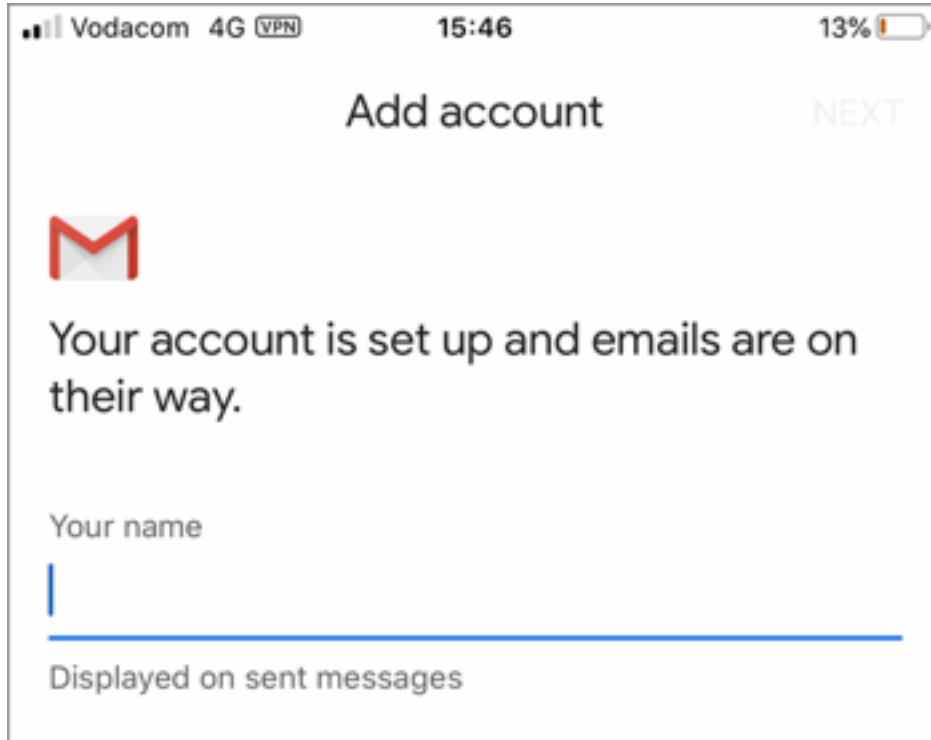 Vodacom 4G VPN 15:46 13%
Add account NEXT
Your account is set up and emails are on
their way.
Your name
Displayed on sent messages